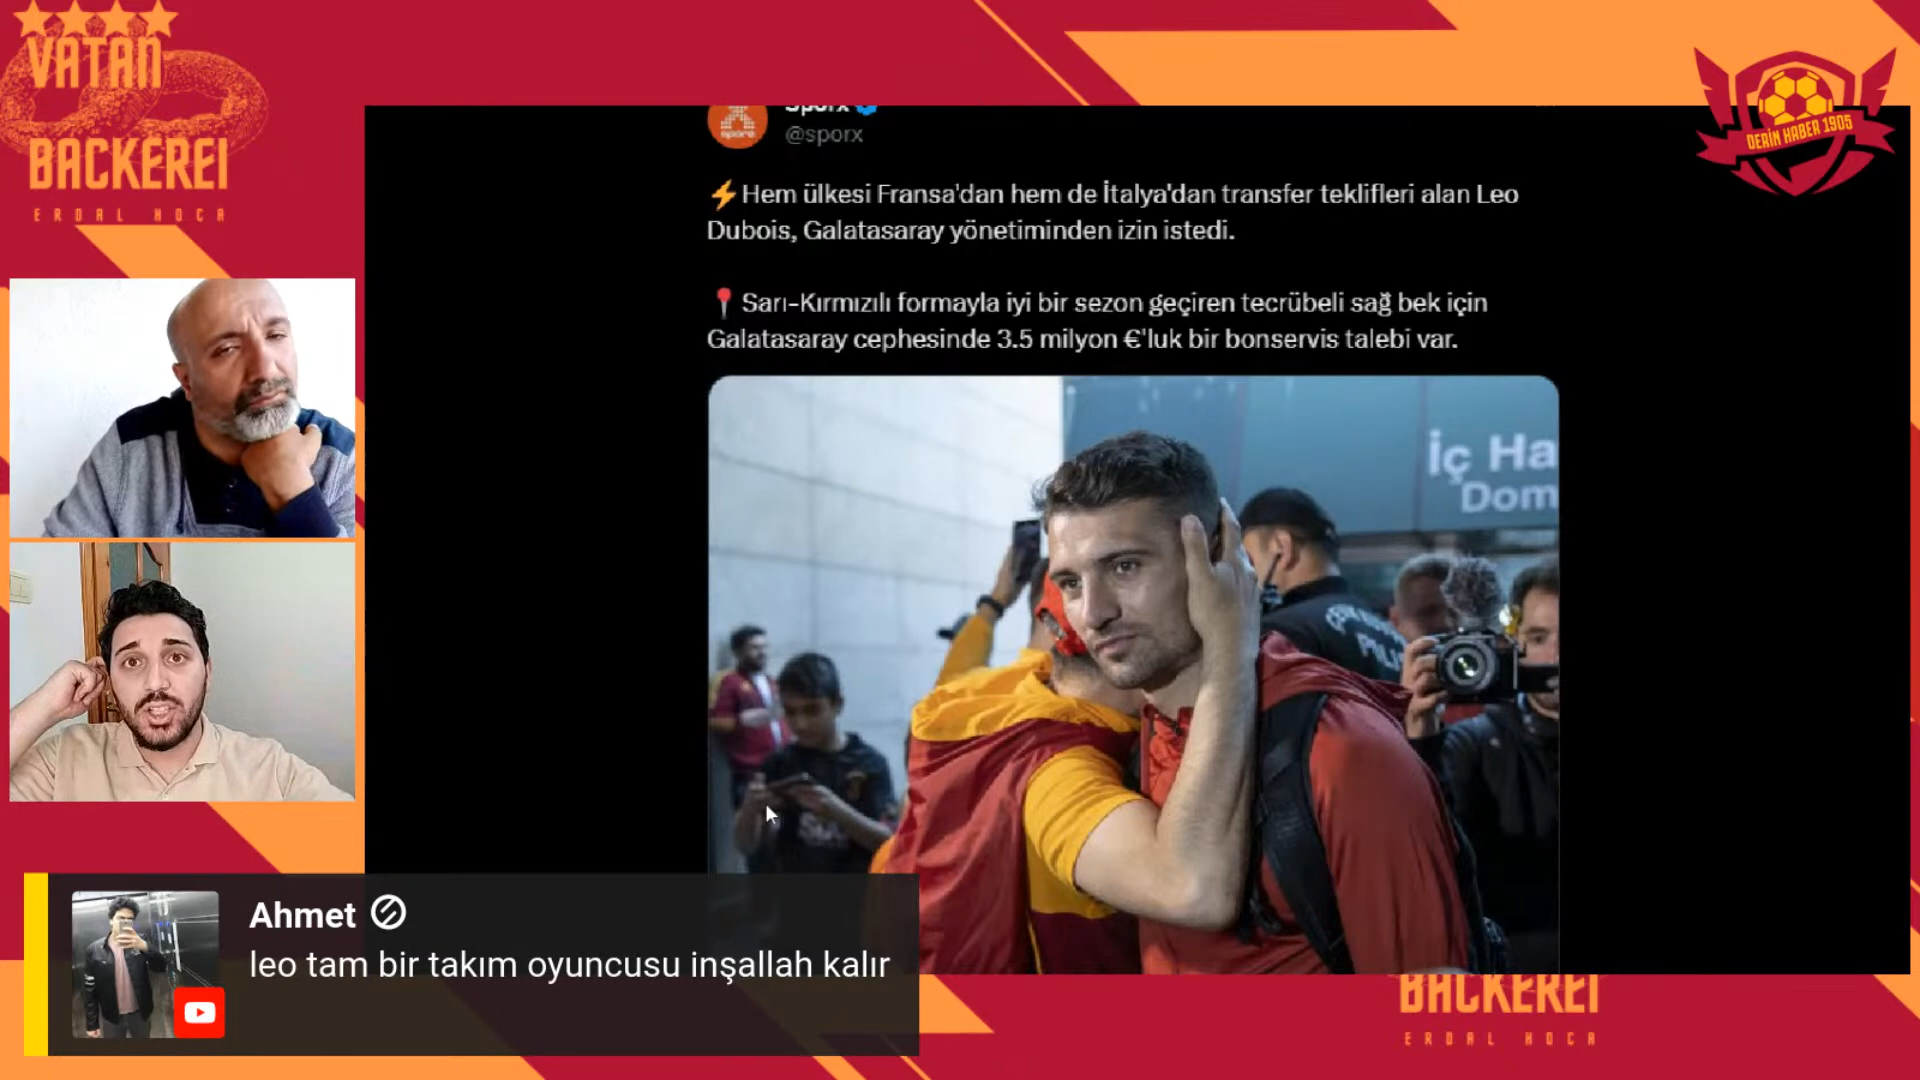 VATAN
BACKEREI
ERDAL HOCA
DERİN HABER 1905
Sporx
@sporx
⚡Hem ülkesi Fransa'dan hem de İtalya'dan transfer teklifleri alan Leo
Dubois, Galatasaray yönetiminden izin istedi.
📍Sarı-Kırmızılı formayla iyi bir sezon geçiren tecrübeli sağ bek için
Galatasaray cephesinde 3.5 milyon €'luk bir bonservis talebi var.
İç Ha
Dom
Ahmet
leo tam bir takım oyuncusu inşallah kalır
BACKEREI
ERDAL HOCA